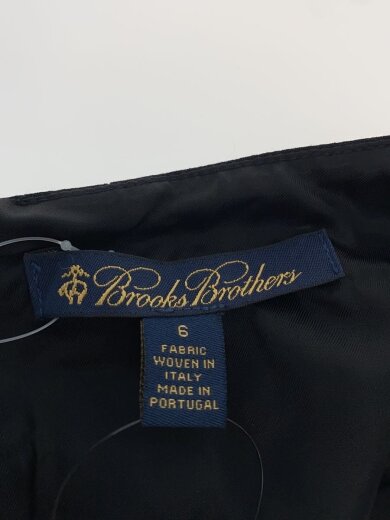 Brooks Brothers
6
FABRIC
WOVEN IN
ITALY
MADE IN
PORTUGAL